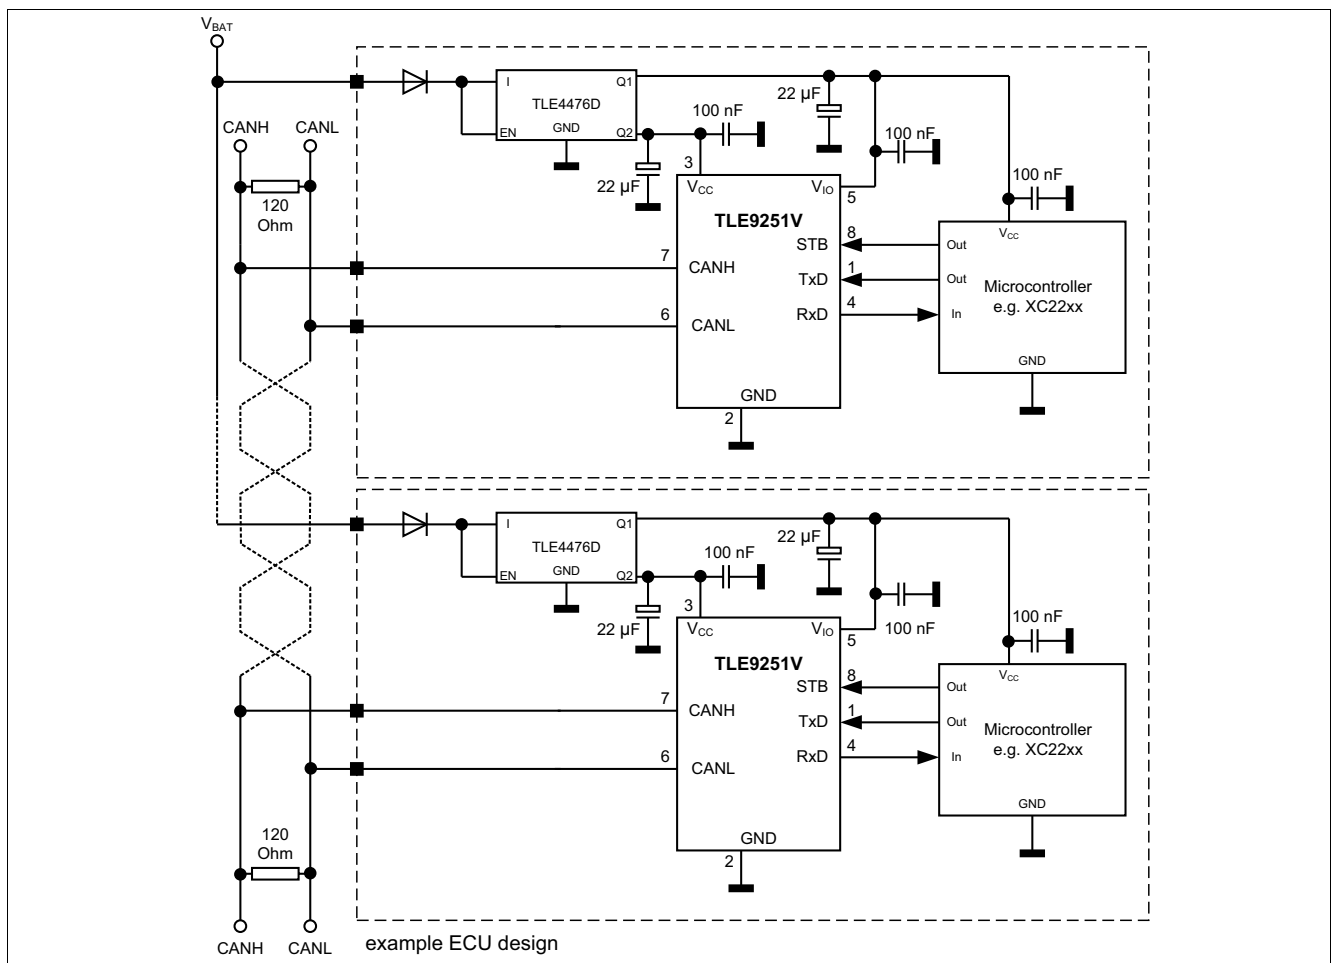 VBAT
CANH
CANL
120
Ohm
I
Q1
TLE4476D
EN
GND
Q2
22 µF
100 nF
22 µF
100 nF
100 nF
3
VCC
VIO
5
TLE9251V
STB
8
TxD
1
RxD
4
7
CANH
6
CANL
GND
2
VCC
Out
Out
In
Microcontroller
e.g. XC22xx
GND
I
Q1
TLE4476D
EN
GND
Q2
22 µF
100 nF
22 µF
100 nF
100 nF
3
VCC
VIO
5
TLE9251V
STB
8
TxD
1
RxD
4
7
CANH
6
CANL
GND
2
VCC
Out
Out
In
Microcontroller
e.g. XC22xx
GND
120
Ohm
CANH
CANL
example ECU design